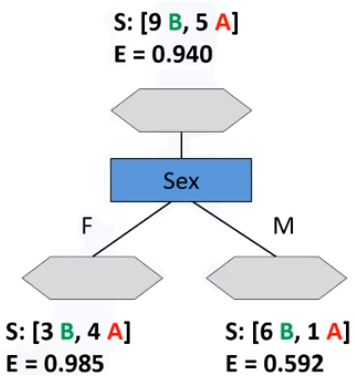 S: [9 B, 5 A]
E = 0.940
Sex
F
M
S: [3 B, 4 A]
E = 0.985
S: [6 B, 1 A]
E = 0.592